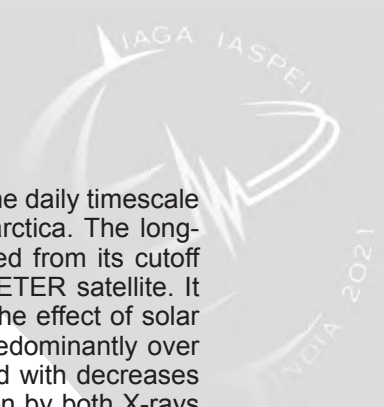 IAGA IASPEI
INDIA 2021
he daily timescale
arctica. The long-
ed from its cutoff
ETER satellite. It
he effect of solar
edominantly over
d with decreases
n by both X-rays